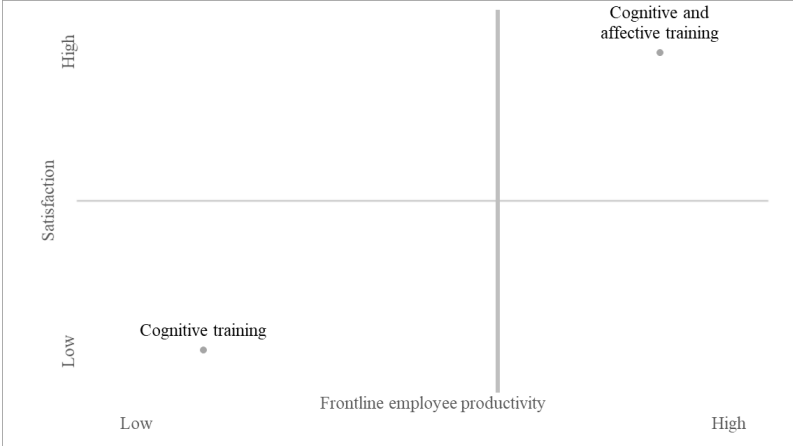 Cognitive and
affective training
High
Satisfaction
Cognitive training
Low
Frontline employee productivity
Low
High